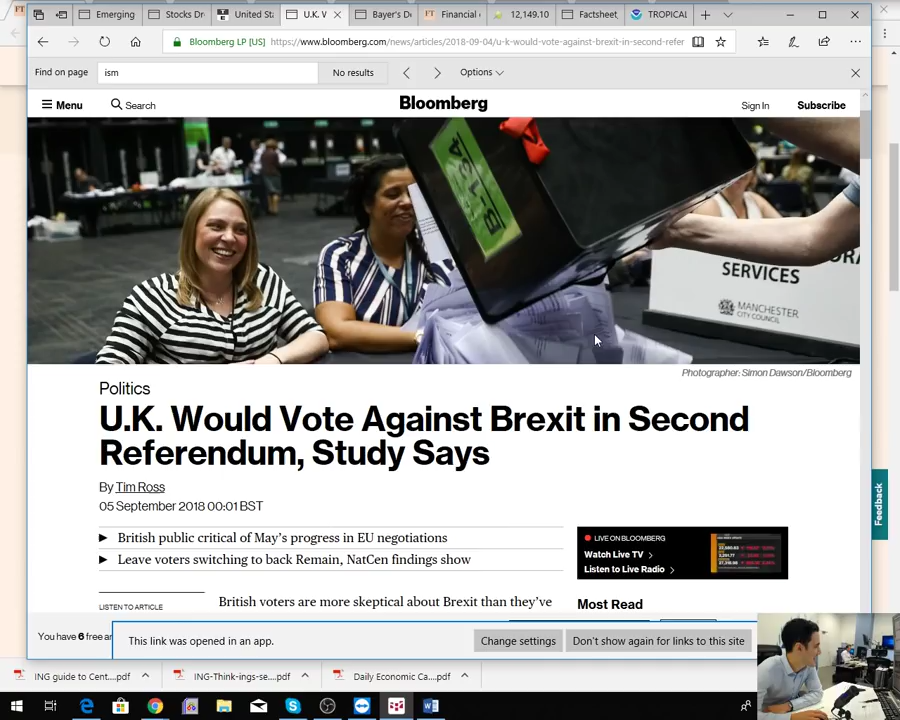 Emerging
Stocks Dr
United Sta
U.K. V
Bayer's De
Financial
12,149.10
Factsheet
TROPICAL
Bloomberg LP [US]
https://www.bloomberg.com/news/articles/2018-09-04/u-k-would-vote-against-brexit-in-second-refer
Find on page
ism
No results
Options
Menu
Search
Bloomberg
Sign In
Subscribe
SERVICES
MANCHESTER
CITY COUNCIL
Photographer: Simon Dawson/Bloomberg
Politics
U.K. Would Vote Against Brexit in Second
Referendum, Study Says
By Tim Ross
05 September 2018 00:01 BST
British public critical of May's progress in EU negotiations
Leave voters switching to back Remain, NatCen findings show
LIVE ON BLOOMBERG
Watch Live TV
Listen to Live Radio
Feedback
LISTEN TO ARTICLE
British voters are more skeptical about Brexit than they've
Most Read
You have 6 free ar
This link was opened in an app.
Change settings
Don't show again for links to this site
ING guide to Cent....pdf
ING-Think-ings-se....pdf
Daily Economic Ca....pdf